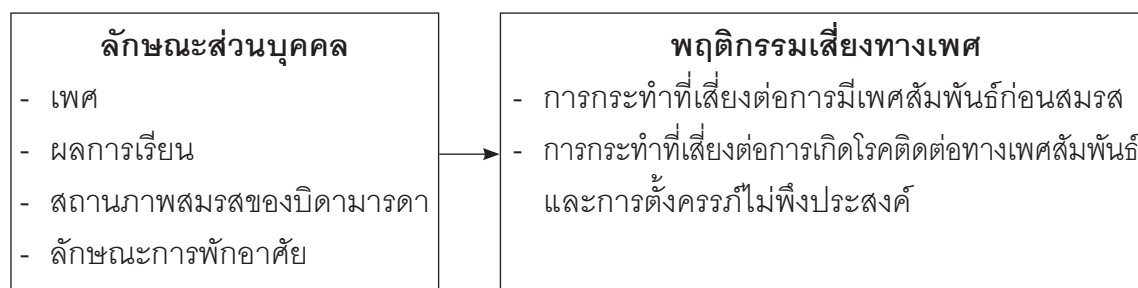 ลักษณะส่วนบุคคล
- เพศ
- ผลการเรียน
- สถานภาพสมรสของบิดามารดา
- ลักษณะการพักอาศัย
พฤติกรรมเสี่ยงทางเพศ
- การกระทำที่เสี่ยงต่อการมีเพศสัมพันธ์ก่อนสมรส
- การกระทำที่เสี่ยงต่อการเกิดโรคติดต่อทางเพศสัมพันธ์
และการตั้งครรภ์ไม่พึงประสงค์